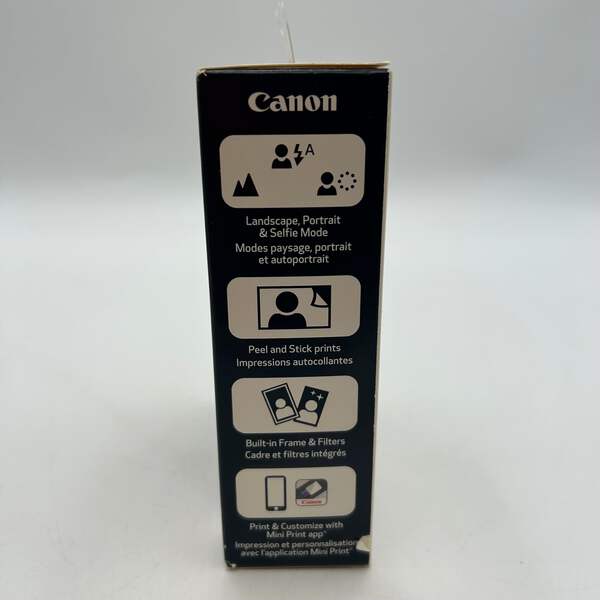 Canon
A
Landscape, Portrait
& Selfie Mode
Modes paysage, portrait
et autoportrait
Peel and Stick prints
Impressions autocollantes
Built-in Frame & Filters
Cadre et filtres intégrés
Canon
Print & Customize with
Mini Print app*
Impression et personnalisation
avec l'application Mini Print*